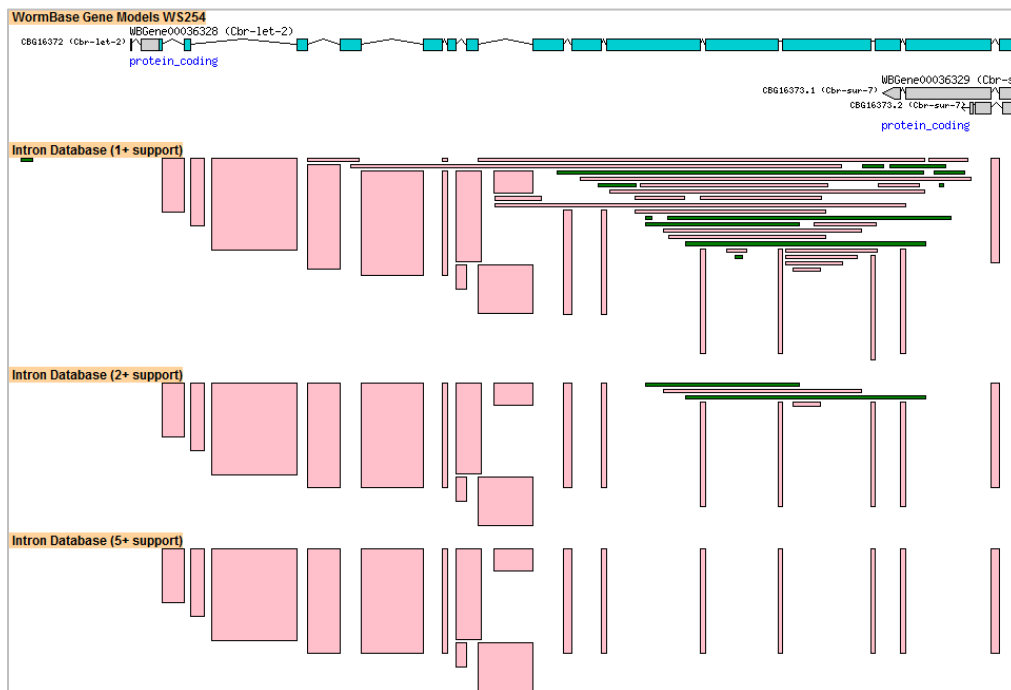 WormBase Gene Models WS254
WBGene00036328 (Cbr-let-2)
CBG16372 (Cbr-let-2)
protein_coding
WBGene00036329 (Cbr-s
CBG16373.1 (Cbr-sur-7)
CBG16373.2 (Cbr-sur-7)
protein_coding
Intron Database (1+ support)
Intron Database (2+ support)
Intron Database (5+ support)